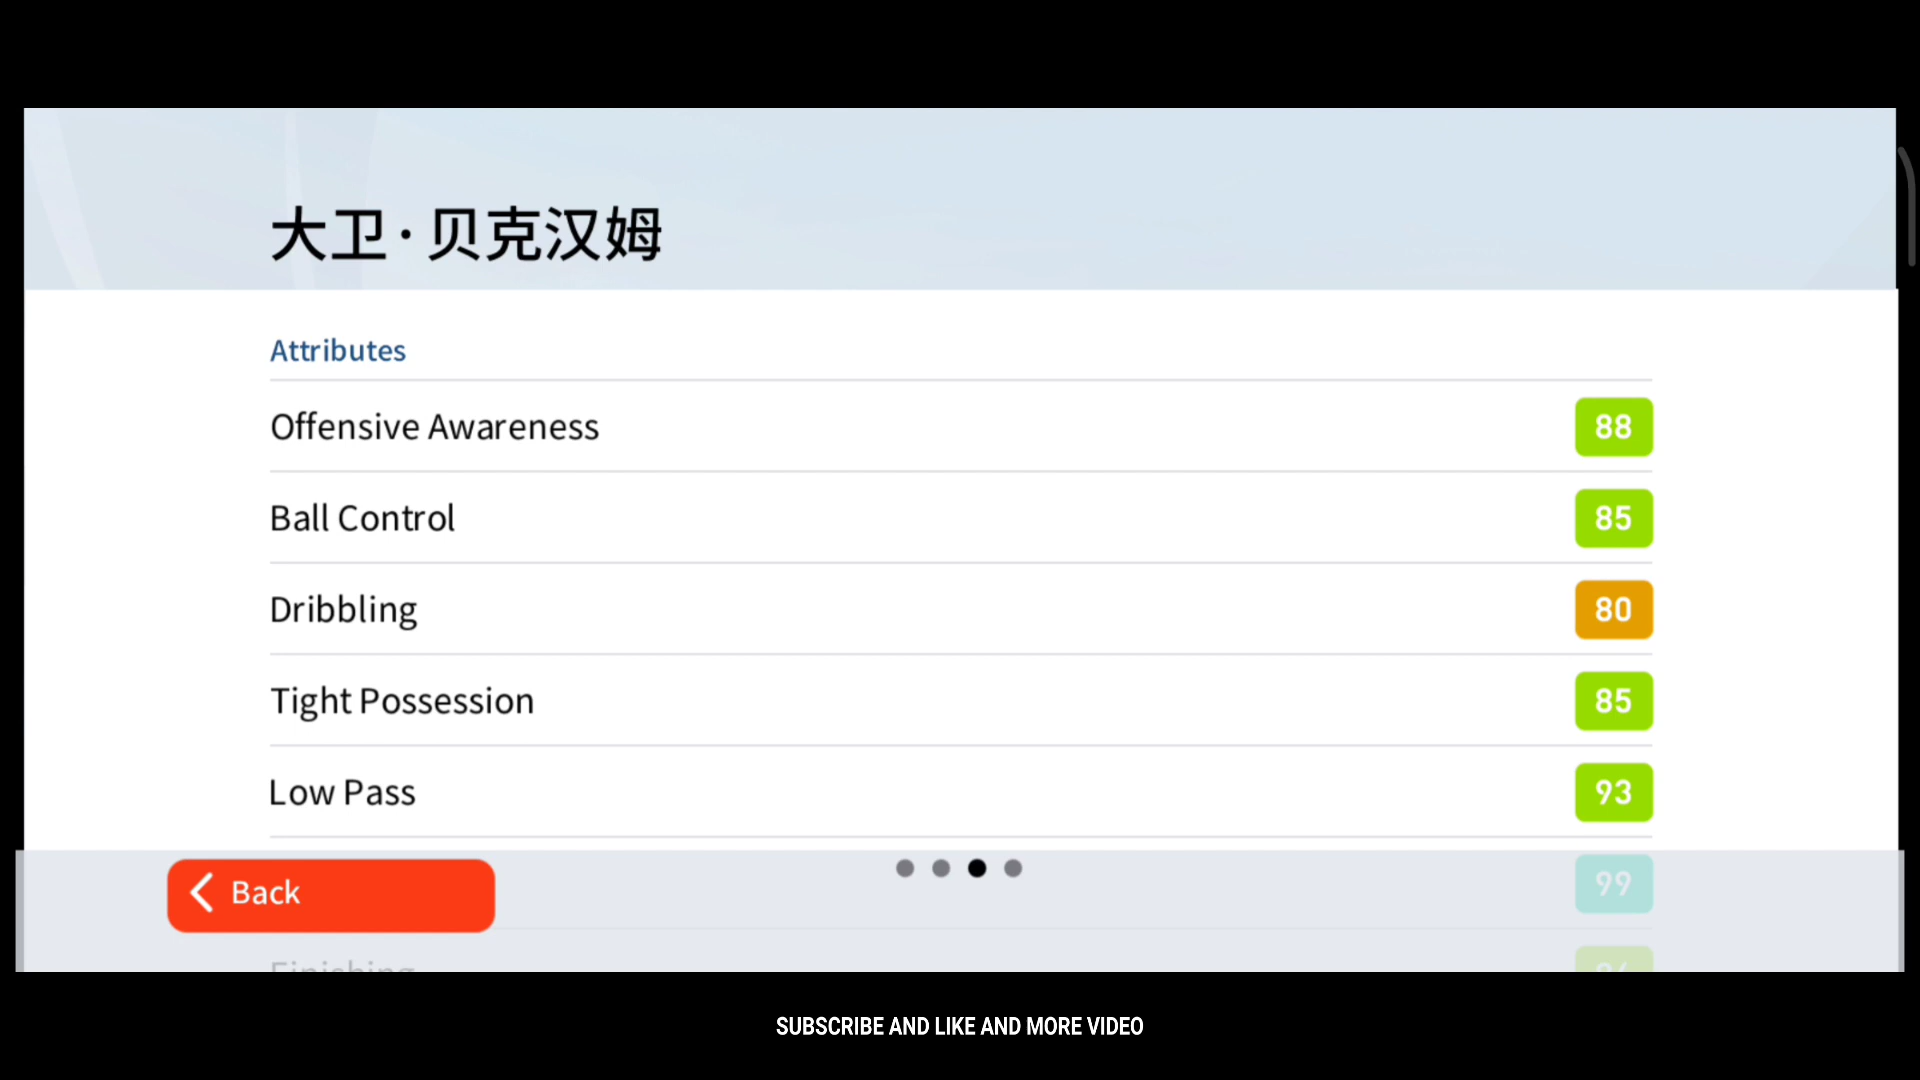 大卫·贝克汉姆
Attributes
Offensive Awareness 88
Ball Control 85
Dribbling 80
Tight Possession 85
Low Pass 93
99
Back
Finishing
SUBSCRIBE AND LIKE AND MORE VIDEO